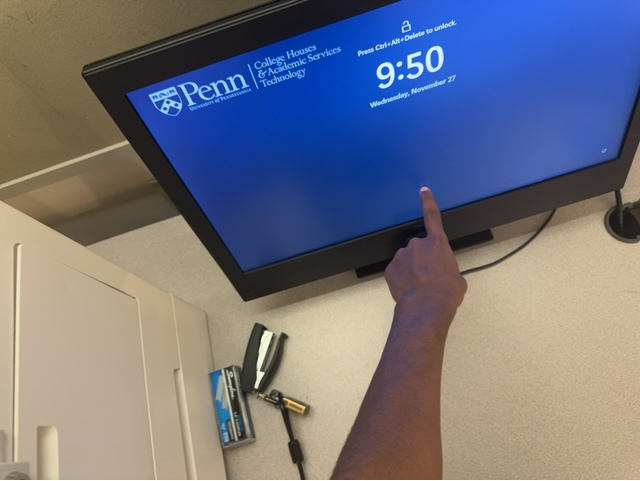 Penn
UNIVERSITY of PENNSYLVANIA
College Houses
& Academic Services
Technology
Press Ctrl+Alt+Delete to unlock.
9:50
Wednesday, November 27